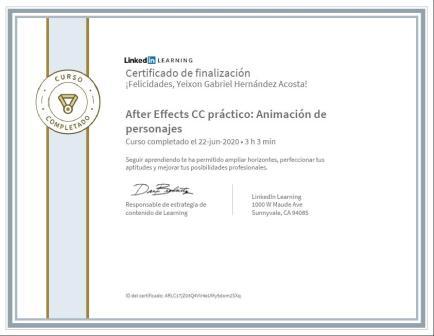 LinkedIn LEARNING
Certificado de finalización
¡Felicidades, Yeixon Gabriel Hernández Acosta!
CURSO
COMPLETADO
After Effects CC práctico: Animación de
personajes
Curso completado el 22-jun-2020 • 3 h 3 min
Seguir aprendiendo te ha permitido ampliar horizontes, perfeccionar tus
aptitudes y mejorar tus posibilidades profesionales.
Responsable de estrategia de
contenido de Learning
LinkedIn Learning
1000 W Maude Ave
Sunnyvale, CA 94085
ID del certificado: